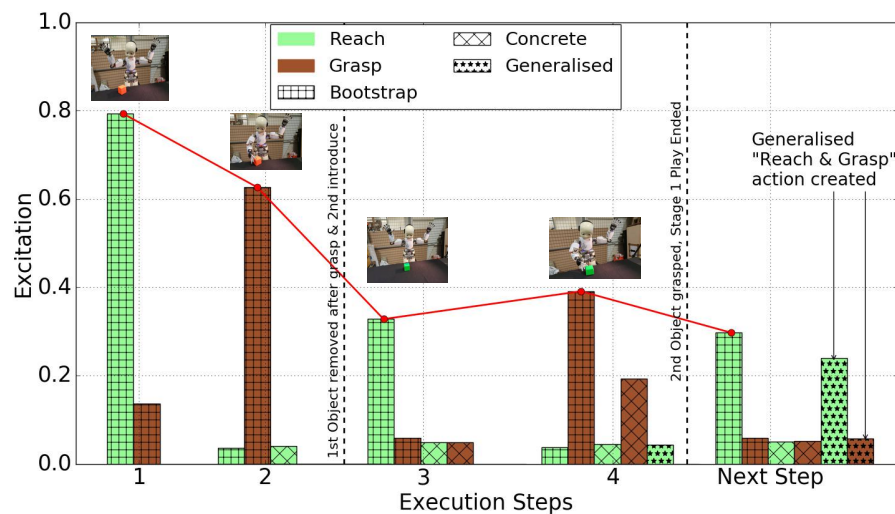 1.0
0.8
0.6
0.4
0.2
0.0
Excitation
Reach
Grasp
Bootstrap
Concrete
Generalised
1st Object removed after grasp & 2nd introduce
2nd Object grasped, Stage 1 Play Ended
Generalised
"Reach & Grasp"
action created
1
2
3
4
Next Step
Execution Steps